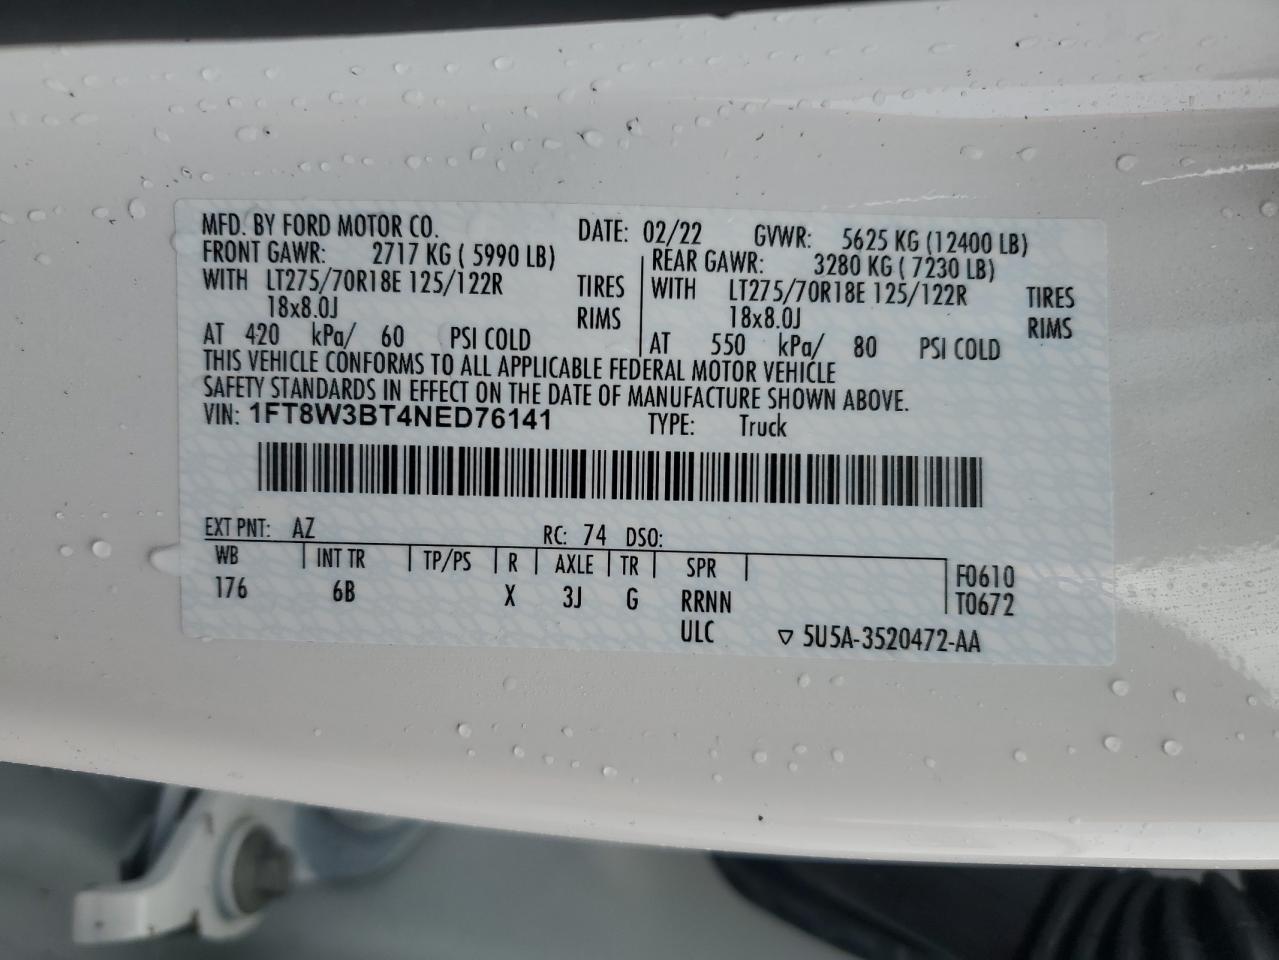 MFD. BY FORD MOTOR CO. DATE: 02/22 GVWR: 5625 KG (12400 LB)
FRONT GAWR: 2717 KG ( 5990 LB) REAR GAWR: 3280 KG ( 7230 LB)
WITH LT275/70R18E 125/122R TIRES WITH LT275/70R18E 125/122R TIRES
18x8.0J RIMS 18x8.0J RIMS
AT 420 kPa/ 60 PSI COLD AT 550 kPa/ 80 PSI COLD
THIS VEHICLE CONFORMS TO ALL APPLICABLE FEDERAL MOTOR VEHICLE
SAFETY STANDARDS IN EFFECT ON THE DATE OF MANUFACTURE SHOWN ABOVE.
VIN: 1FT8W3BT4NED76141 TYPE: Truck
EXT PNT: AZ RC: 74 DSO:
WB INT TR TP/PS R AXLE TR SPR F0610
176 6B X 3J G RRNN T0672
ULC ▽ 5U5A-3520472-AA